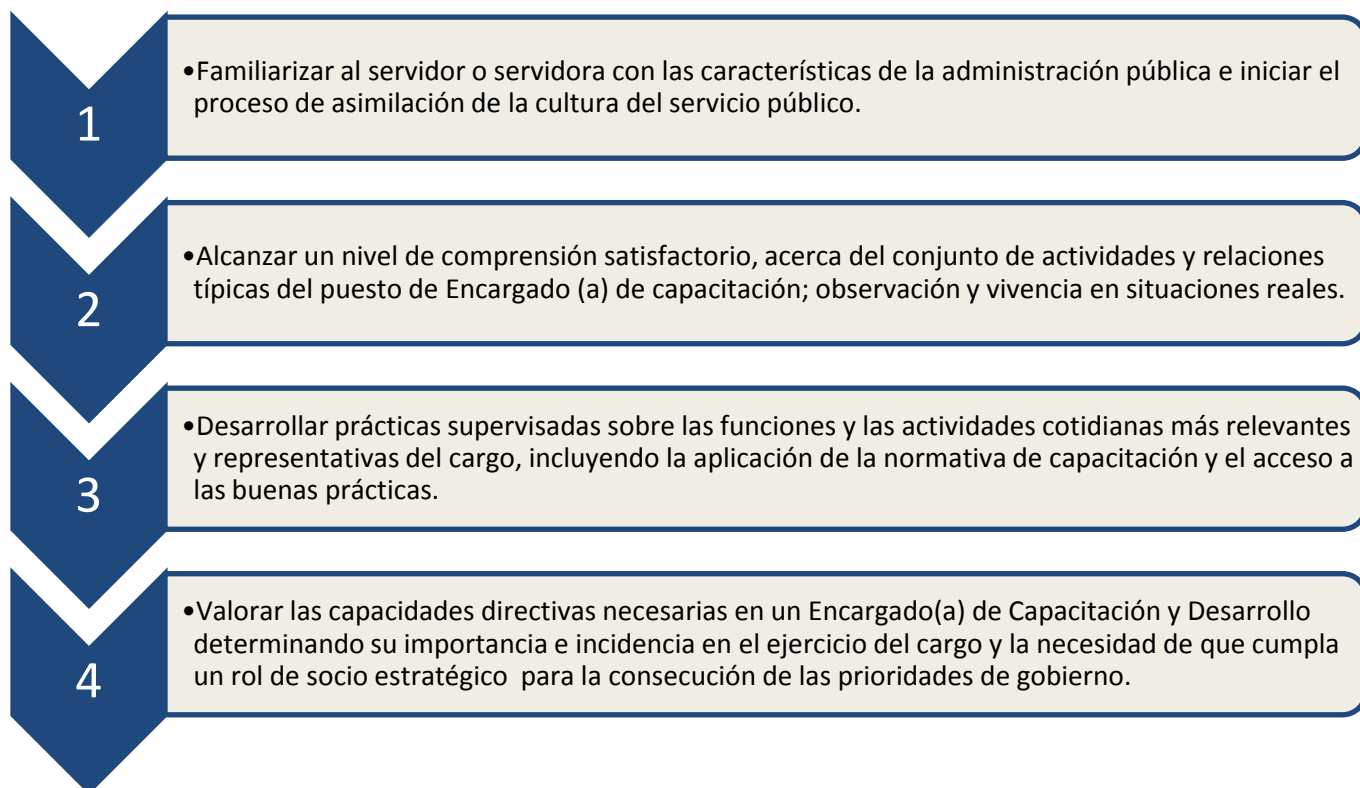 1
•Familiarizar al servidor o servidora con las características de la administración pública e iniciar el
proceso de asimilación de la cultura del servicio público.
2
•Alcanzar un nivel de comprensión satisfactorio, acerca del conjunto de actividades y relaciones
típicas del puesto de Encargado (a) de capacitación; observación y vivencia en situaciones reales.
3
•Desarrollar prácticas supervisadas sobre las funciones y las actividades cotidianas más relevantes
y representativas del cargo, incluyendo la aplicación de la normativa de capacitación y el acceso a
las buenas prácticas.
4
•Valorar las capacidades directivas necesarias en un Encargado(a) de Capacitación y Desarrollo
determinando su importancia e incidencia en el ejercicio del cargo y la necesidad de que cumpla
un rol de socio estratégico para la consecución de las prioridades de gobierno.